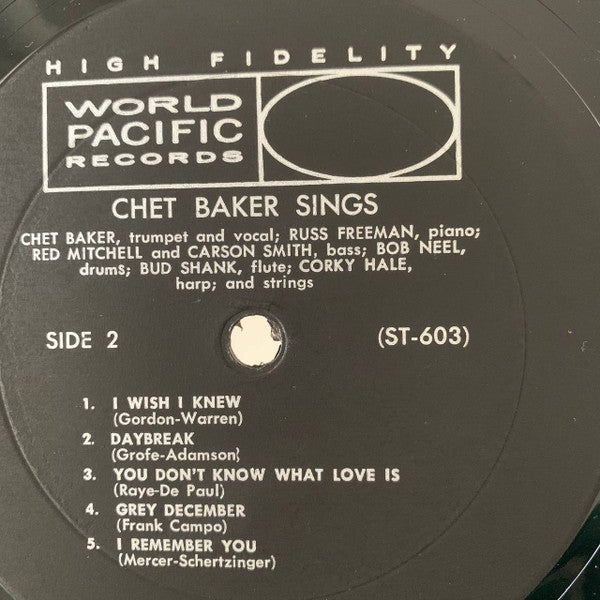 HIGH FIDELITY
WORLD
PACIFIC
RECORDS
CHET BAKER SINGS
CHET BAKER, trumpet and vocal; RUSS FREEMAN, piano;
RED MITCHELL and CARSON SMITH, bass; BOB NEEL,
drums; BUD SHANK, flute; CORKY HALE,
harp; and strings
SIDE 2
(ST-603)
1. I WISH I KNEW
(Gordon-Warren)
2. DAYBREAK
(Grofe-Adamson)
3. YOU DON'T KNOW WHAT LOVE IS
(Raye-De Paul)
4. GREY DECEMBER
(Frank Campo)
5. I REMEMBER YOU
(Mercer-Schertzinger)